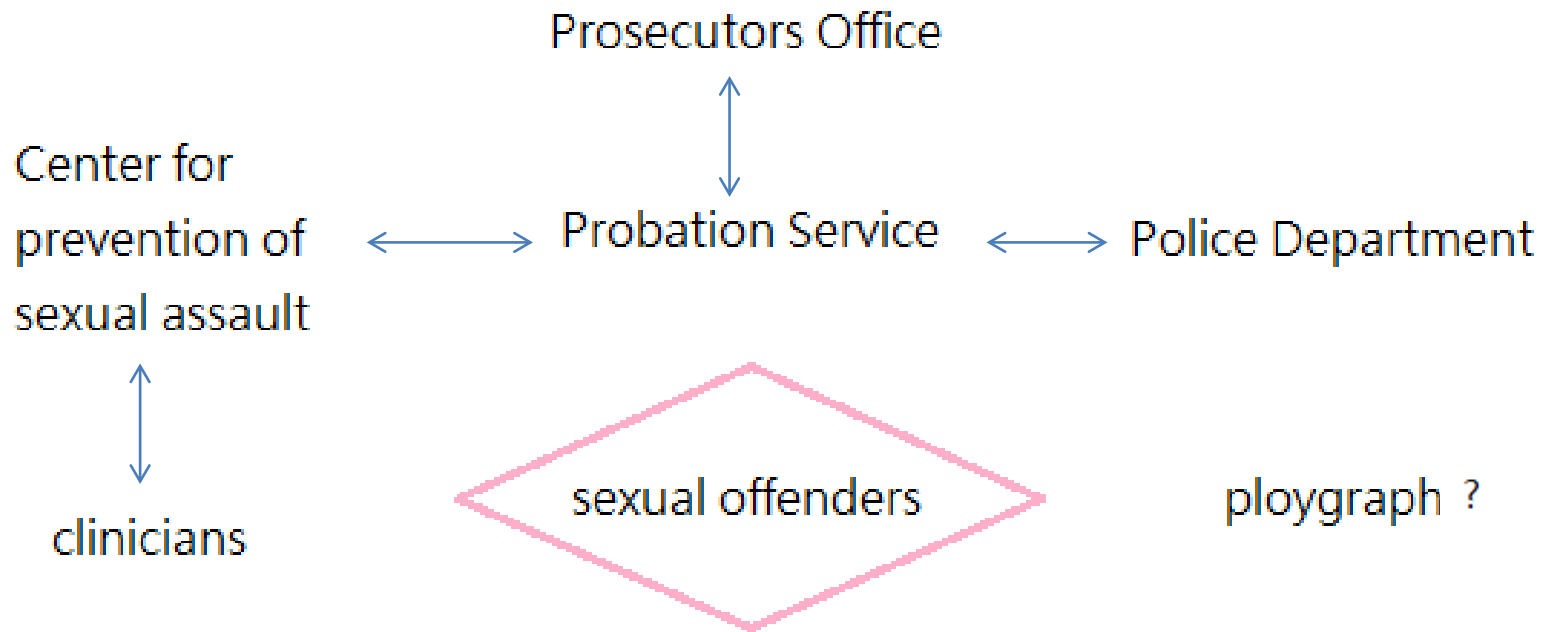 Prosecutors Office
Center for
prevention of
sexual assault
Probation Service
Police Department
clinicians
sexual offenders
ploygraph ?